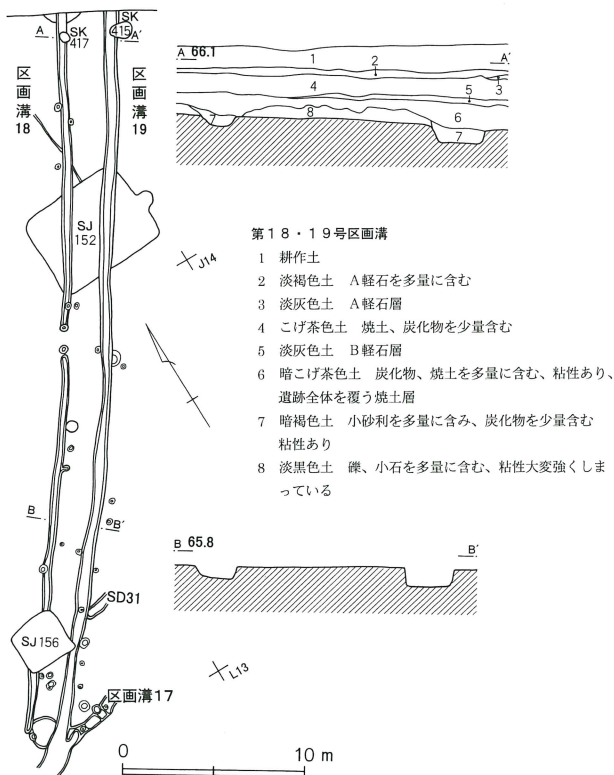 SK
417
SK
415
A
A′
区画溝18
区画溝19
SJ
152
J14
B
B′
SD31
SJ156
L13
区画溝17
0 10 m
A 66.1
A′
1
2
3
4
5
6
7
8
7
第18・19号区画溝
1 耕作土
2 淡褐色土 A軽石を多量に含む
3 淡灰色土 A軽石層
4 こげ茶色土 焼土、炭化物を少量含む
5 淡灰色土 B軽石層
6 暗こげ茶色土 炭化物、焼土を多量に含む、粘性あり、
遺跡全体を覆う焼土層
7 暗褐色土 小砂利を多量に含み、炭化物を少量含む
粘性あり
8 淡黒色土 礫、小石を多量に含む、粘性大変強くしま
っている
B 65.8
B′